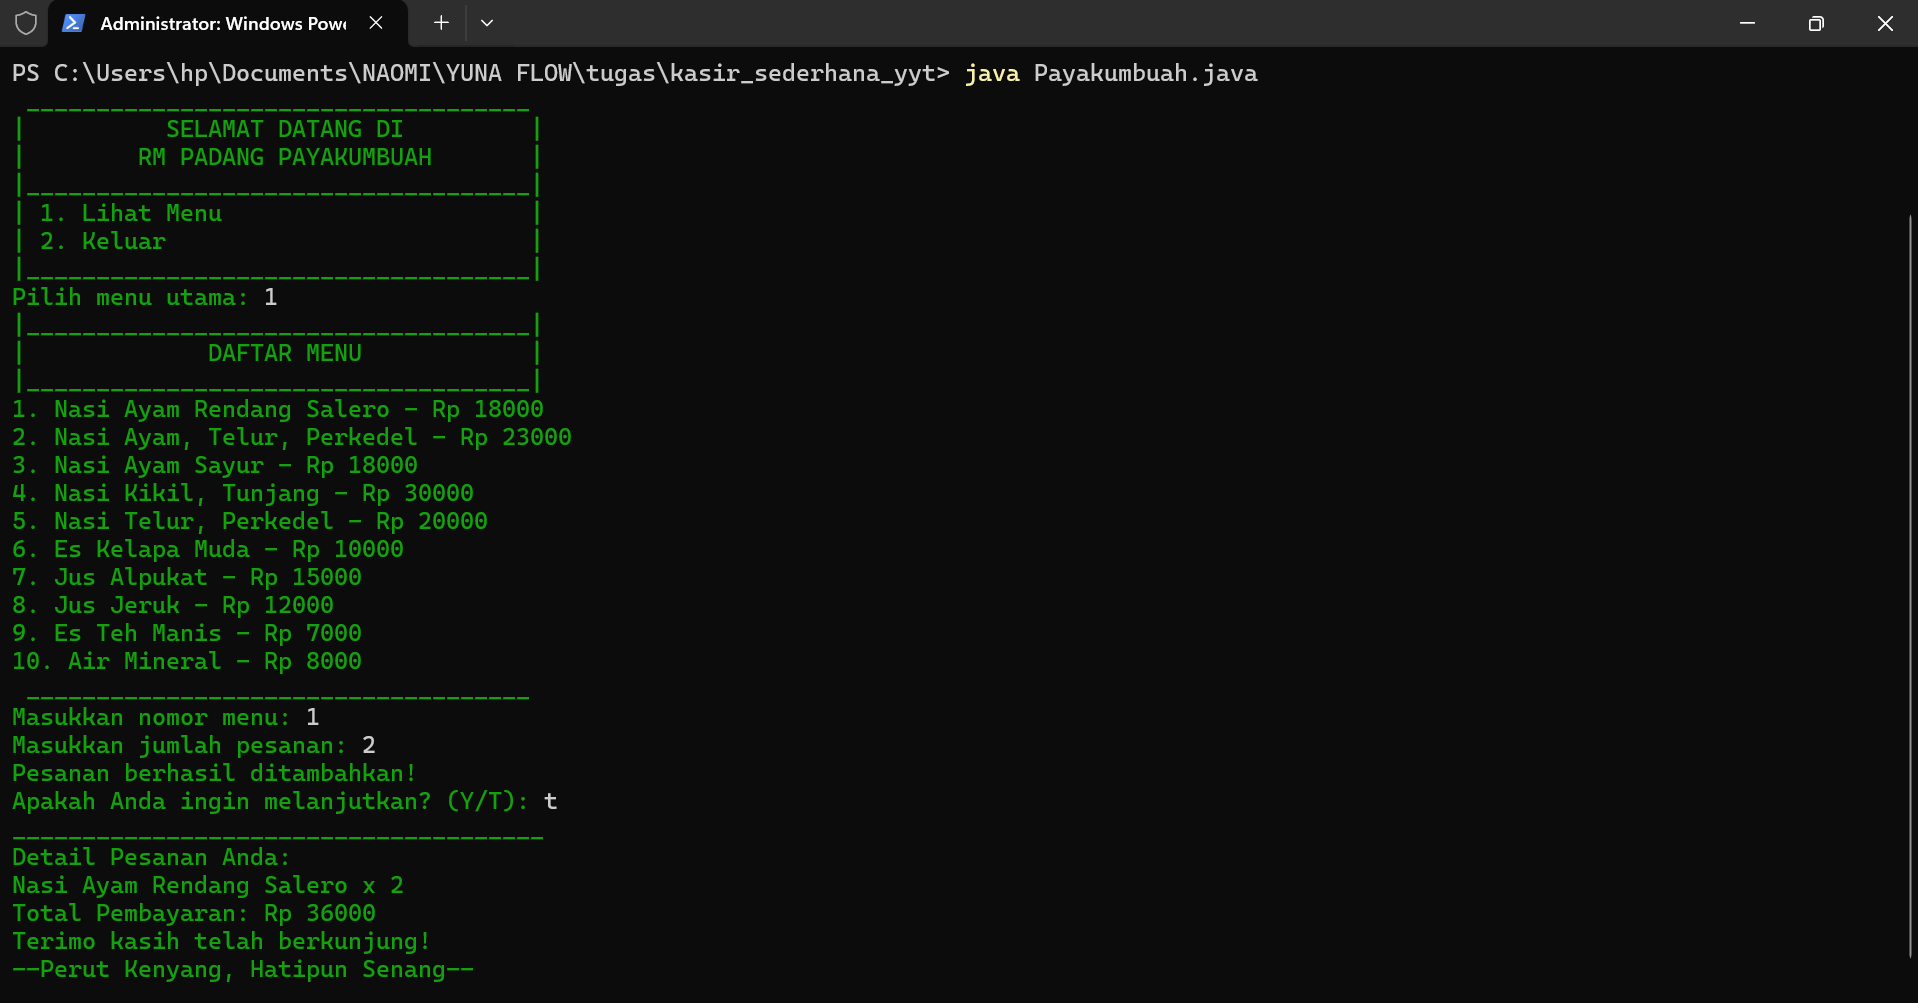 Administrator: Windows Pow
PS C:\Users\hp\Documents\NAOMI\YUNA FLOW\tugas\kasir_sederhana_yyt> java Payakumbuah.java
____________________________________
| SELAMAT DATANG DI |
| RM PADANG PAYAKUMBUAH |
|____________________________________|
| 1. Lihat Menu |
| 2. Keluar |
|____________________________________|
Pilih menu utama: 1
|____________________________________|
| DAFTAR MENU |
|____________________________________|
1. Nasi Ayam Rendang Salero - Rp 18000
2. Nasi Ayam, Telur, Perkedel - Rp 23000
3. Nasi Ayam Sayur - Rp 18000
4. Nasi Kikil, Tunjang - Rp 30000
5. Nasi Telur, Perkedel - Rp 20000
6. Es Kelapa Muda - Rp 10000
7. Jus Alpukat - Rp 15000
8. Jus Jeruk - Rp 12000
9. Es Teh Manis - Rp 7000
10. Air Mineral - Rp 8000
____________________________________
Masukkan nomor menu: 1
Masukkan jumlah pesanan: 2
Pesanan berhasil ditambahkan!
Apakah Anda ingin melanjutkan? (Y/T): t
______________________________________
Detail Pesanan Anda:
Nasi Ayam Rendang Salero x 2
Total Pembayaran: Rp 36000
Terimo kasih telah berkunjung!
--Perut Kenyang, Hatipun Senang--